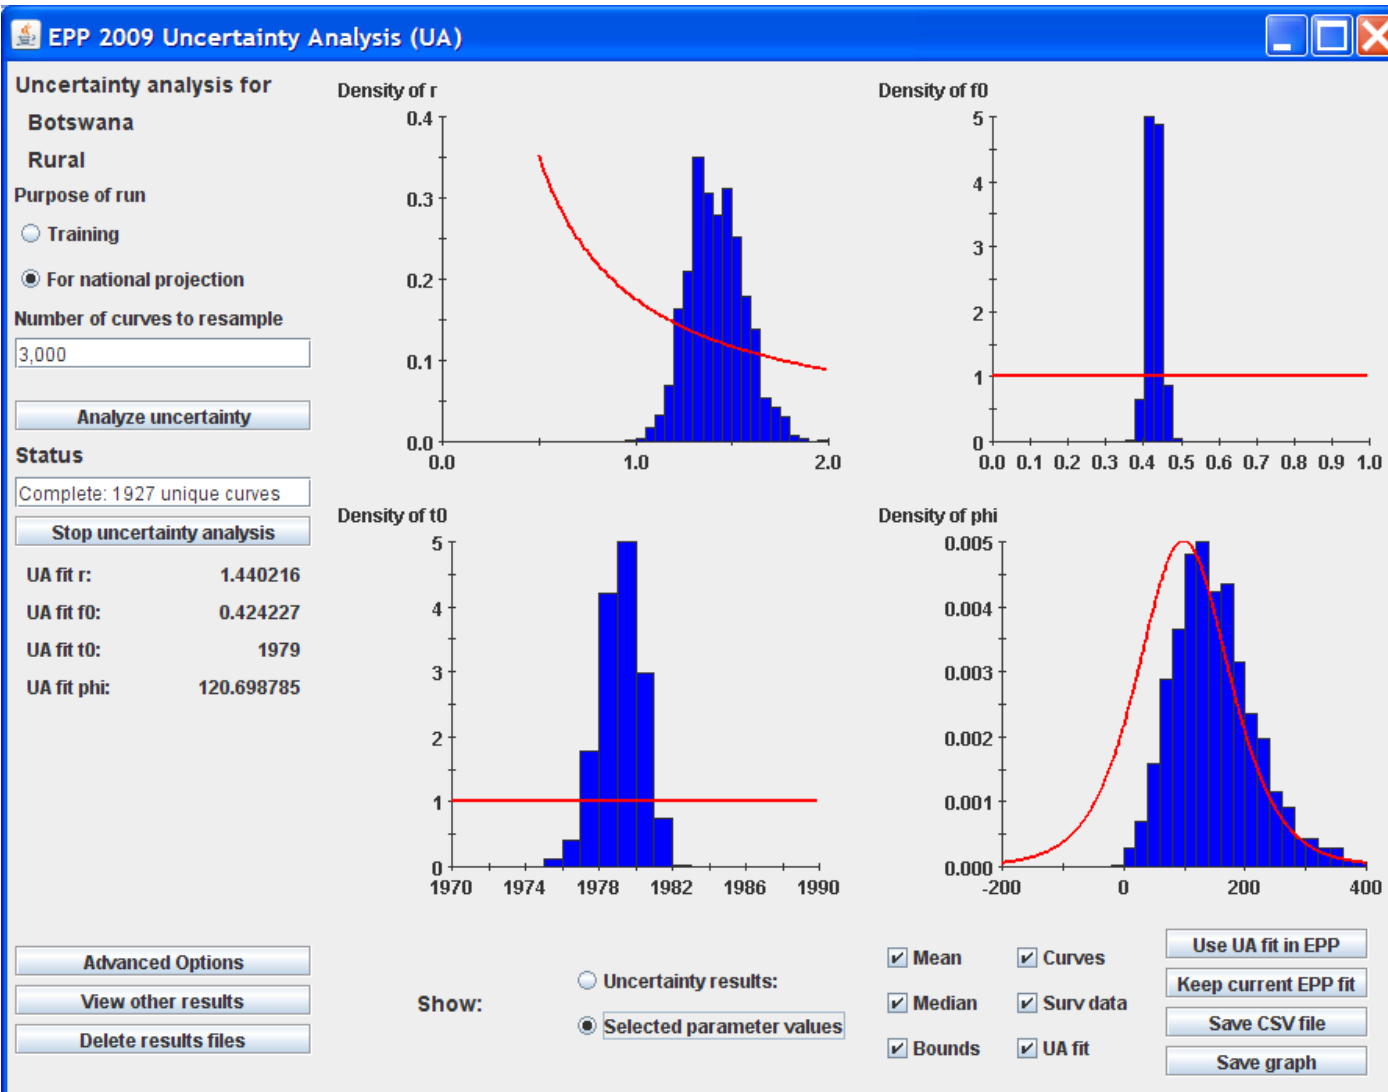 EPP 2009 Uncertainty Analysis (UA)
Uncertainty analysis for
Botswana
Rural
Purpose of run
Training
For national projection
Number of curves to resample
3,000
Analyze uncertainty
Status
Complete: 1927 unique curves
Stop uncertainty analysis
UA fit r: 1.440216
UA fit f0: 0.424227
UA fit t0: 1979
UA fit phi: 120.698785
Advanced Options
View other results
Delete results files
Density of r
0.4
0.3
0.2
0.1
0.0
0.0 1.0 2.0
Density of f0
5
4
3
2
1
0
0.0 0.1 0.2 0.3 0.4 0.5 0.6 0.7 0.8 0.9 1.0
Density of t0
5
4
3
2
1
0
1970 1974 1978 1982 1986 1990
Density of phi
0.005
0.004
0.003
0.002
0.001
0.000
-200 0 200 400
Show:
Uncertainty results:
Selected parameter values
Mean
Median
Bounds
Curves
Surv data
UA fit
Use UA fit in EPP
Keep current EPP fit
Save CSV file
Save graph